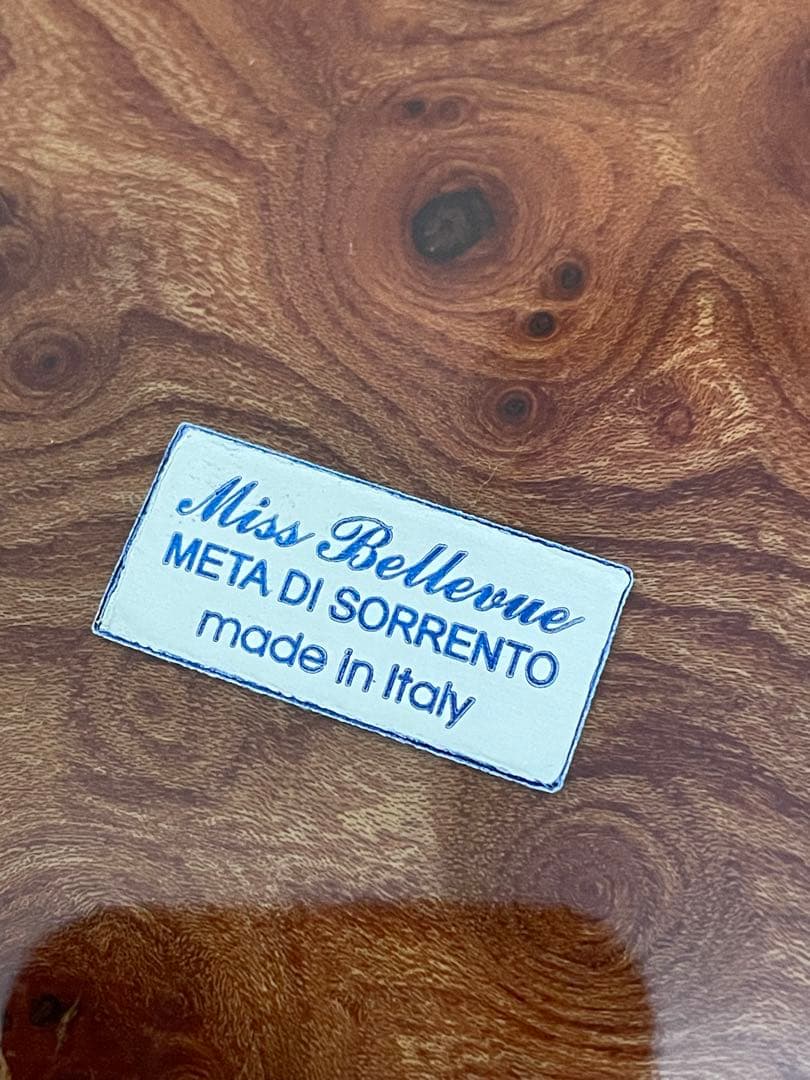 Miss Bellevue
META DI SORRENTO
made in Italy